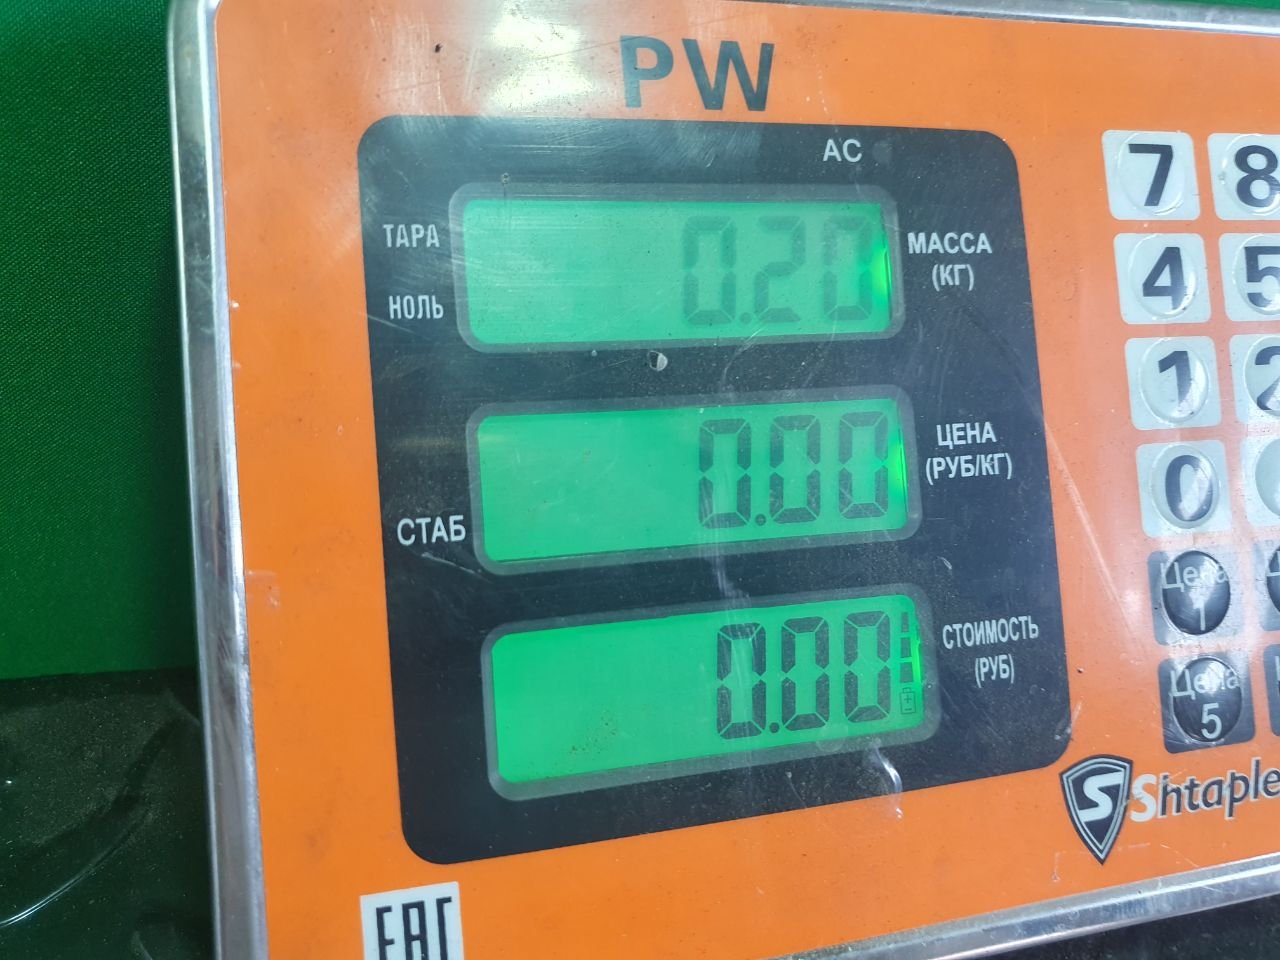 PW
AC
ТАРА
НОЛЬ
0.20
МАССА
(КГ)
СТАБ
0.00
ЦЕНА
(РУБ/КГ)
0.00
СТОИМОСТЬ
(РУБ)
7 8
4 5
1 2
0
Цена
1
Цена
5
Shtaple
EAC